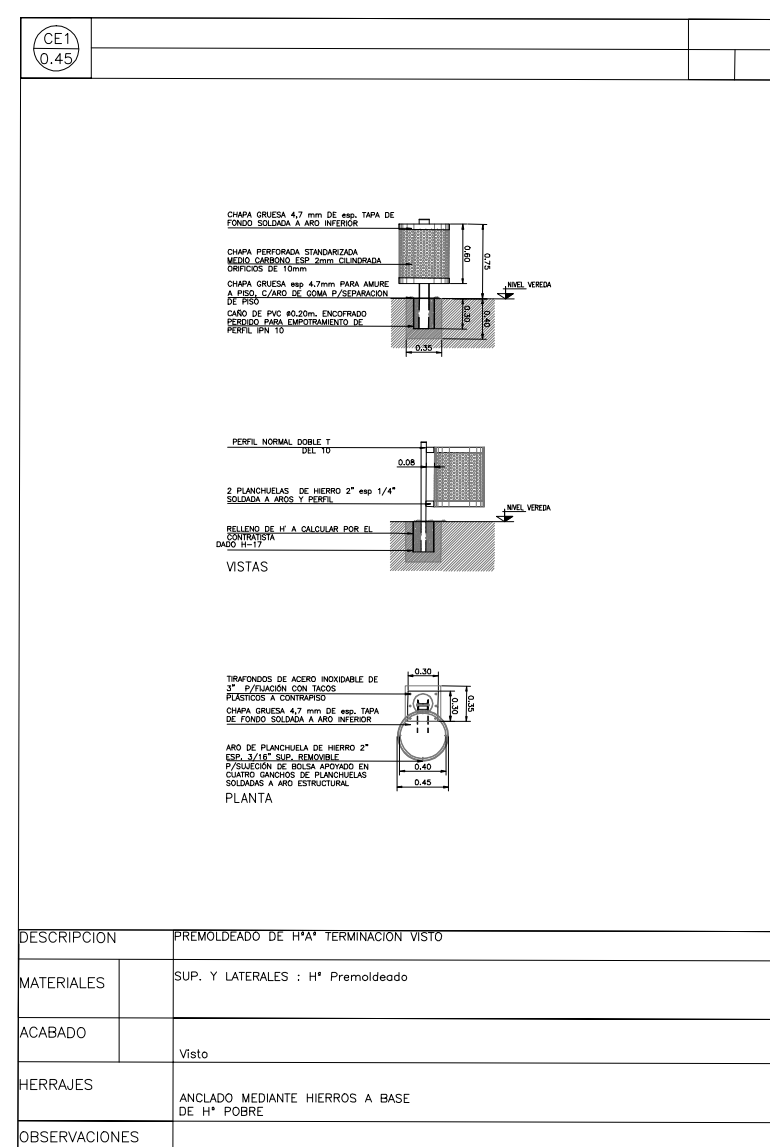 CE1
0.45
CHAPA GRUESA 4,7 mm DE esp. TAPA DE
FONDO SOLDADA A ARO INFERIOR
CHAPA PERFORADA STANDARIZADA
MEDIO CARBONO ESP 2mm CILINDRADA
ORIFICIOS DE 10mm
CHAPA GRUESA esp 4.7mm PARA AMURE
A PISO, C/ARO DE GOMA P/SEPARACION
DE PISO
CAÑO DE PVC ø0.20m. ENCOFRADO
PERDIDO PARA EMPOTRAMIENTO DE
PERFIL IPN 10
0.60
0.75
NIVEL VEREDA
0.30
0.40
0.35
PERFIL NORMAL DOBLE T
DEL 10
0.08
2 PLANCHUELAS DE HIERRO 2" esp 1/4"
SOLDADA A AROS Y PERFIL
NIVEL VEREDA
RELLENO DE H' A CALCULAR POR EL
CONTRATISTA
DADO H-17
VISTAS
TIRAFONDOS DE ACERO INOXIDABLE DE
3" P/FIJACIÓN CON TACOS
PLÁSTICOS A CONTRAPISO
CHAPA GRUESA 4,7 mm DE esp. TAPA
DE FONDO SOLDADA A ARO INFERIOR
0.30
0.30
0.35
ARO DE PLANCHUELA DE HIERRO 2"
ESP. 3/16" SUP. REMOVIBLE
P/SUJECIÓN DE BOLSA APOYADO EN
CUATRO GANCHOS DE PLANCHUELAS
SOLDADAS A ARO ESTRUCTURAL
0.40
0.45
PLANTA
DESCRIPCION
PREMOLDEADO DE HºAº TERMINACION VISTO
MATERIALES
SUP. Y LATERALES : Hº Premoldeado
ACABADO
Visto
HERRAJES
ANCLADO MEDIANTE HIERROS A BASE
DE Hº POBRE
OBSERVACIONES